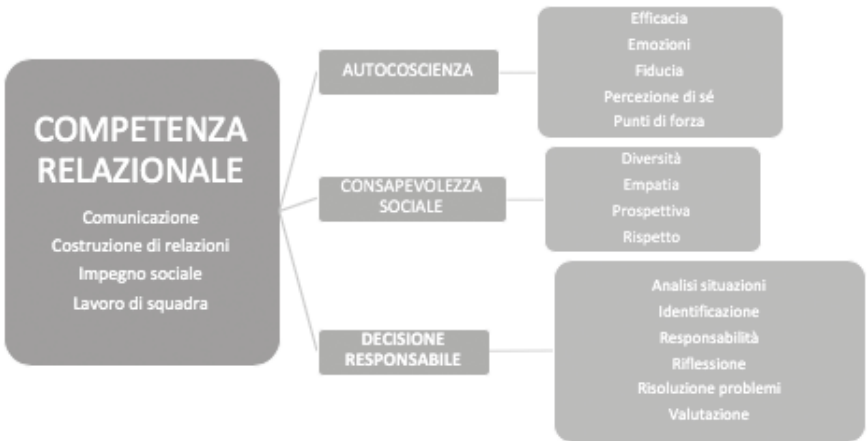 COMPETENZA
RELAZIONALE
Comunicazione
Costruzione di relazioni
Impegno sociale
Lavoro di squadra
AUTOCOSCIENZA
Efficacia
Emozioni
Fiducia
Percezione di sé
Punti di forza
CONSAPEVOLEZZA
SOCIALE
Diversità
Empatia
Prospettiva
Rispetto
DECISIONE
RESPONSABILE
Analisi situazioni
Identificazione
Responsabilità
Riflessione
Risoluzione problemi
Valutazione